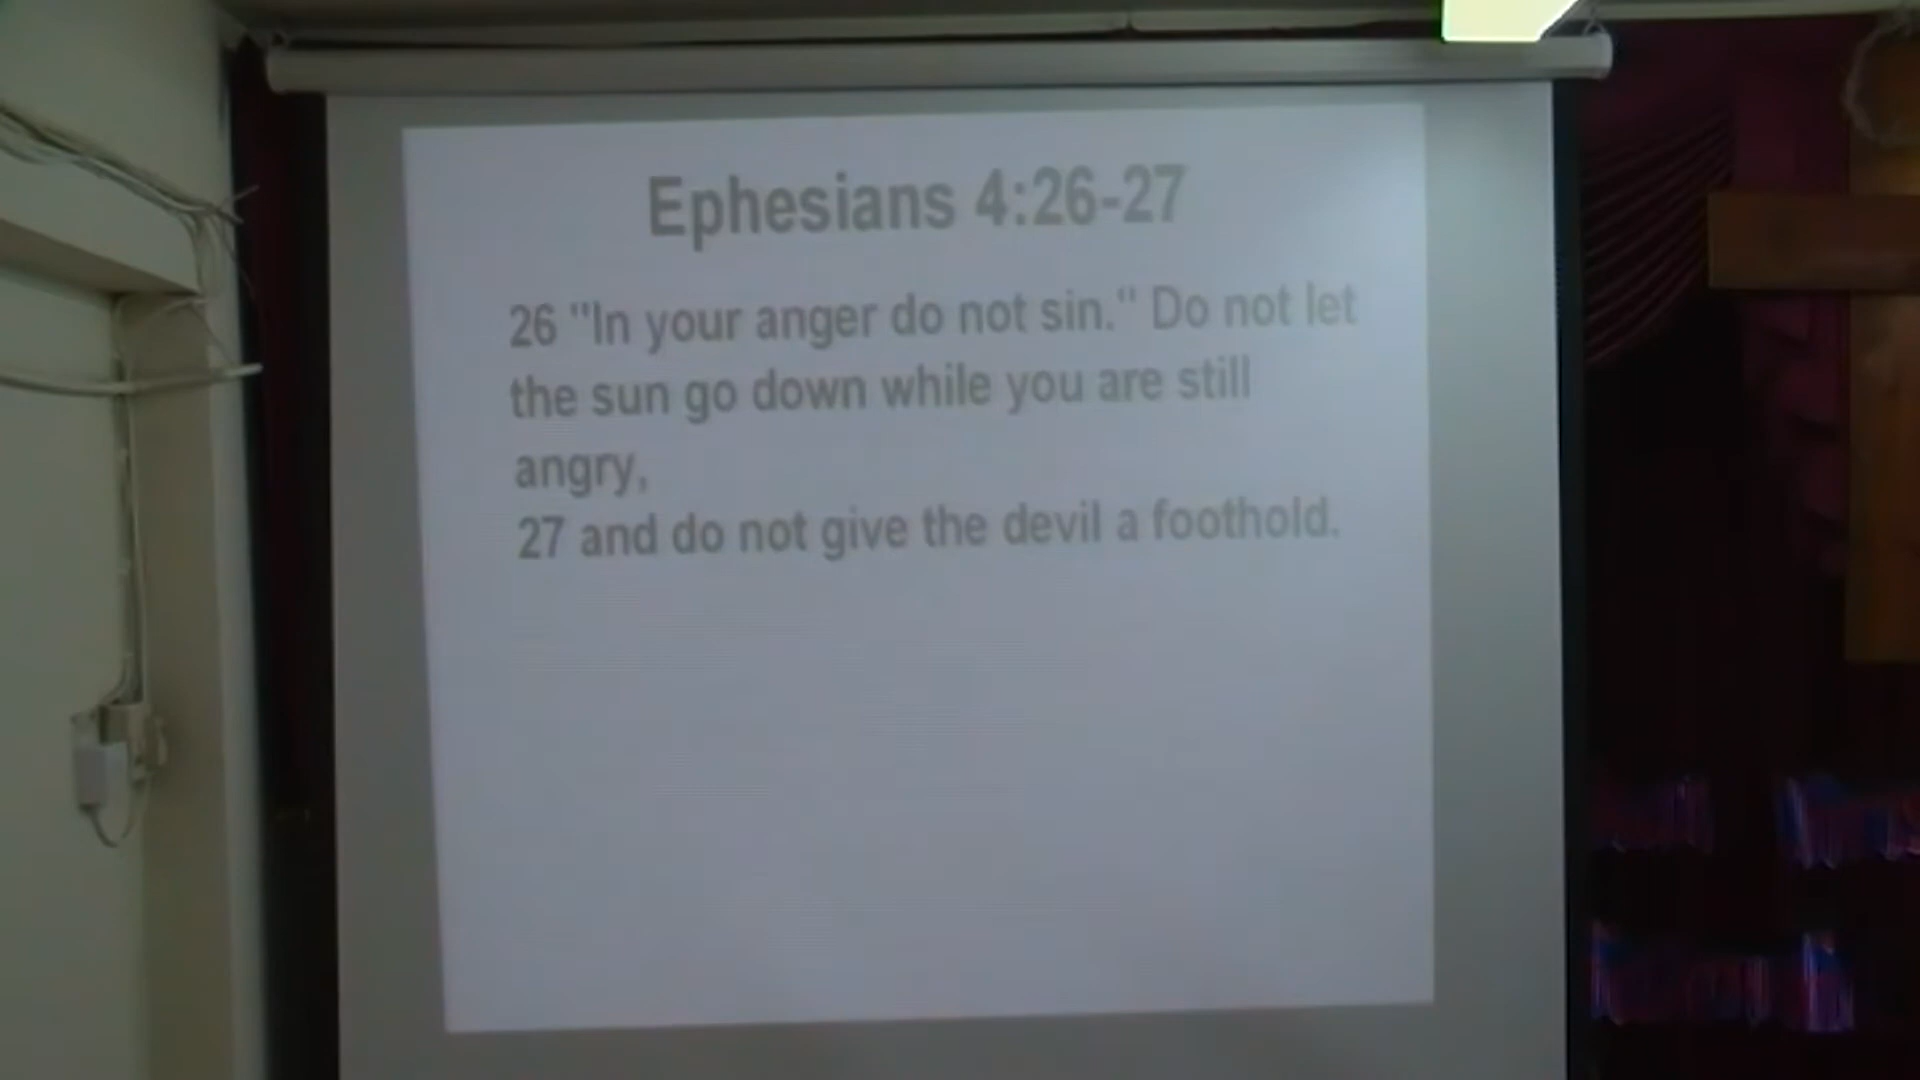 Ephesians 4:26-27
26 "In your anger do not sin." Do not let
the sun go down while you are still
angry,
27 and do not give the devil a foothold.